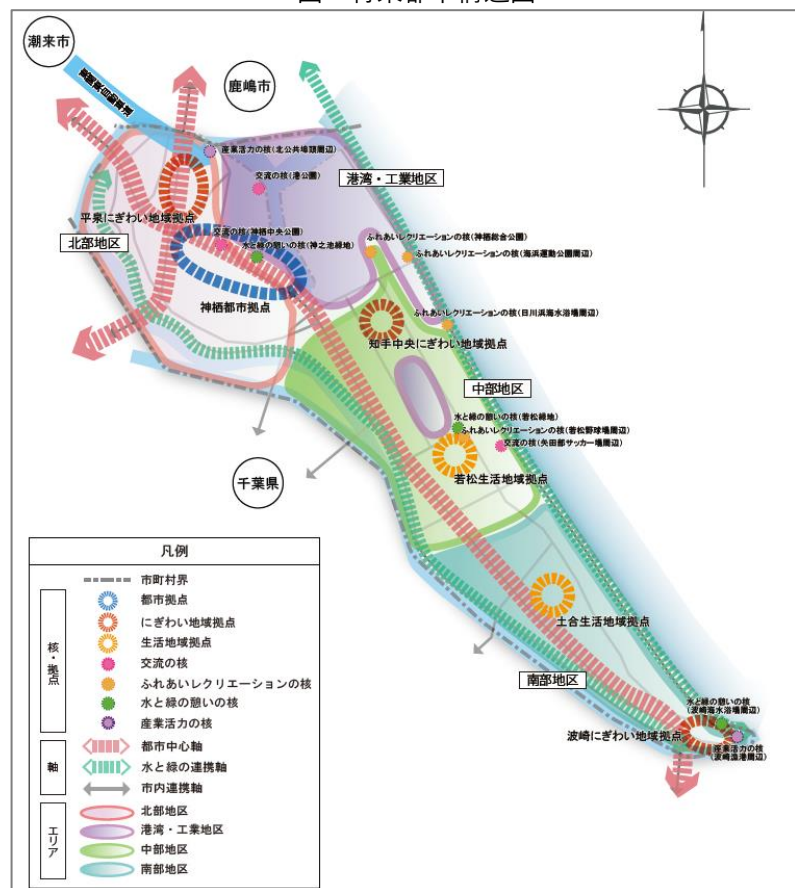 潮来市
鹿嶋市
産業活力の核(北公共埠頭周辺)
交流の核(港公園)
港湾・工業地区
平泉にぎわい地域拠点
北部地区
交流の核(神栖中央公園)
水と緑の憩いの核(神之池緑地)
ふれあいレクリエーションの核(神栖総合公園)
ふれあいレクリエーションの核(海浜運動公園周辺)
神栖都市拠点
ふれあいレクリエーションの核(日川浜海水浴場周辺)
知手中央にぎわい地域拠点
中部地区
水と緑の憩いの核(若松緑地)
ふれあいレクリエーションの核(若松野球場周辺)
交流の核(矢田部サッカー場周辺)
若松生活地域拠点
千葉県
土合生活地域拠点
南部地区
水と緑の憩いの核
(波崎海水浴場周辺)
波崎にぎわい地域拠点
産業活力の核
(波崎漁港周辺)
凡例
市町村界
核・拠点
都市拠点
にぎわい地域拠点
生活地域拠点
交流の核
ふれあいレクリエーションの核
水と緑の憩いの核
産業活力の核
軸
都市中心軸
水と緑の連携軸
市内連携軸
エリア
北部地区
港湾・工業地区
中部地区
南部地区